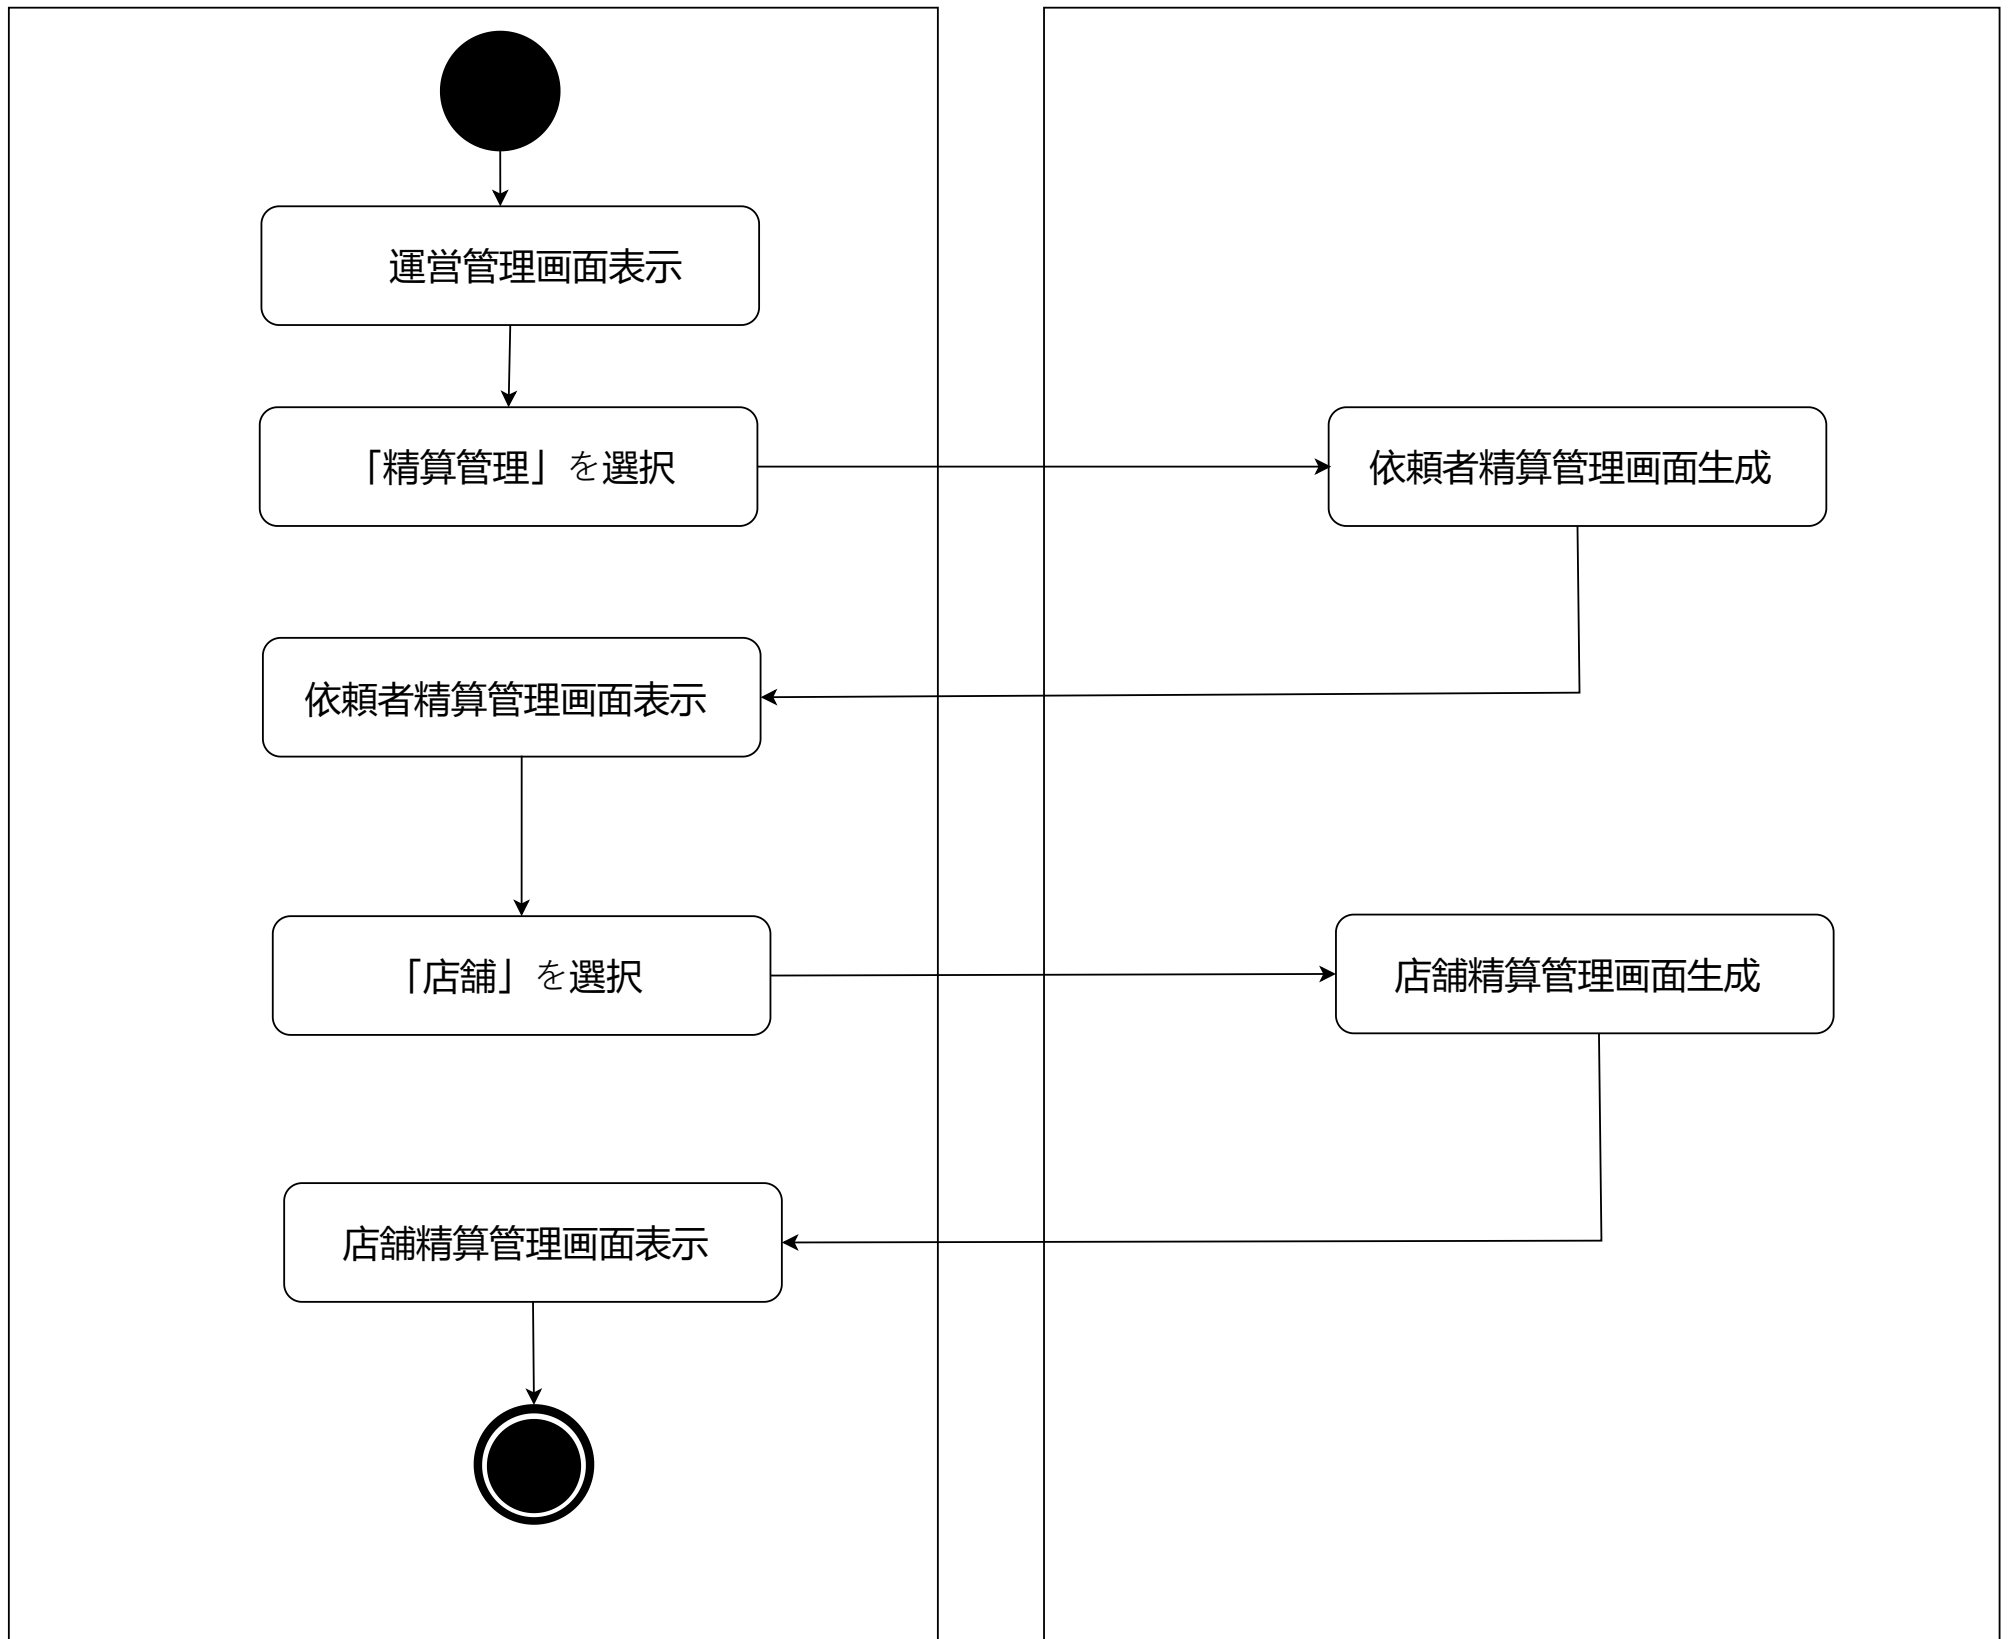 運営管理画面表示
「精算管理」を選択
依頼者精算管理画面生成
依頼者精算管理画面表示
「店舗」を選択
店舗精算管理画面生成
店舗精算管理画面表示